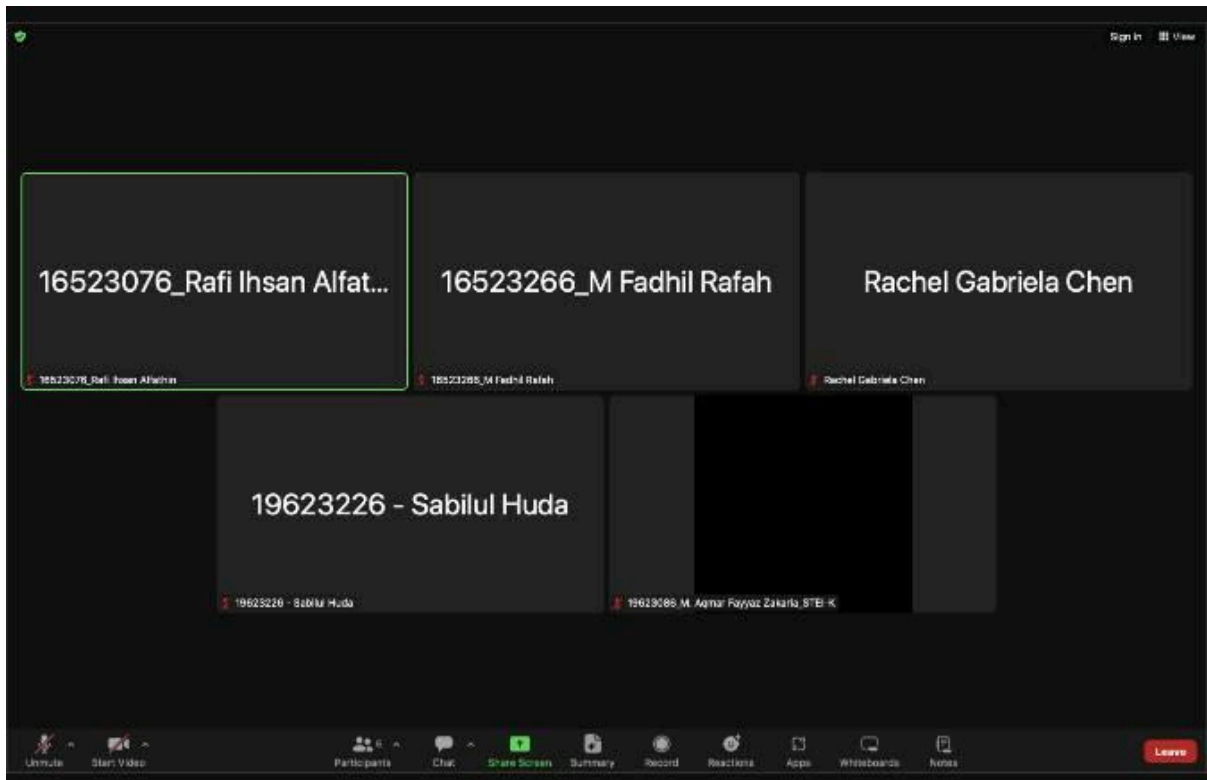 Sign in View
16523076_Rafi Ihsan Alfat...
16523266_M Fadhil Rafah
Rachel Gabriela Chen
16523076_Rafi Ihsan Alfathin
16523266_M Fadhil Rafah
Rachel Gabriela Chen
19623226 - Sabilul Huda
19623226 - Sabilul Huda
19623086_M. Aqmar Fayyaz Zakaria_STEI-K
6
Unmute Start Video Participants Chat Share Screen Summary Record Reactions Apps Whiteboards Notes
Leave